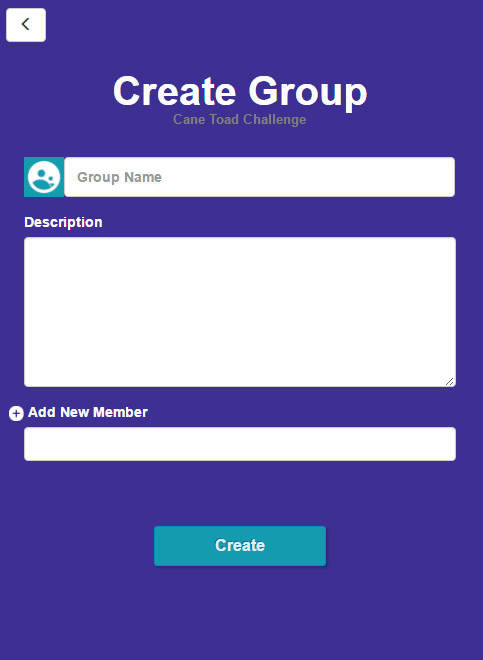 Create Group
Cane Toad Challenge
Group Name
Description
Add New Member
Create